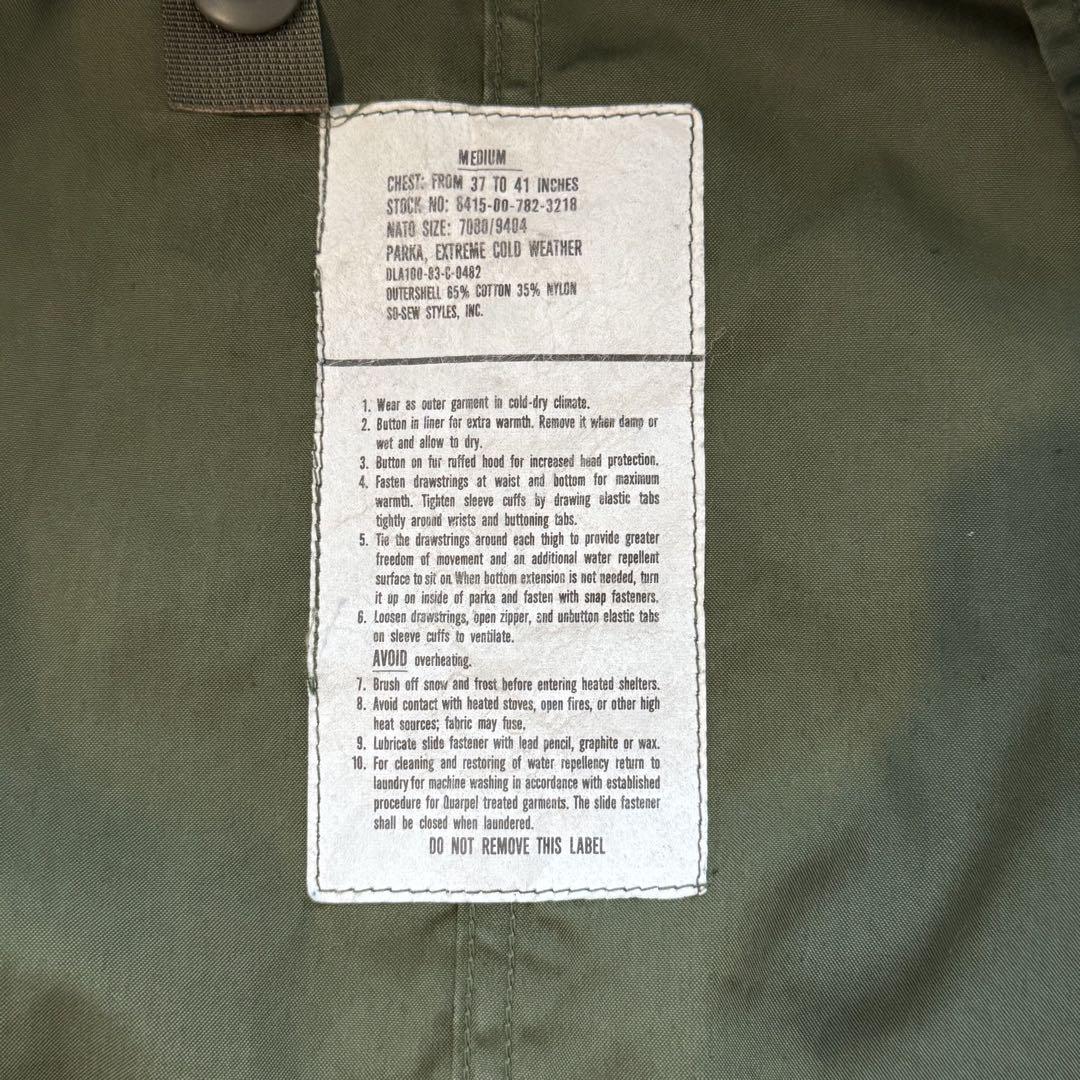 MEDIUM
CHEST: FROM 37 TO 41 INCHES
STOCK NO: 8415-00-782-3218
NATO SIZE: 7080/9404
PARKA, EXTREME COLD WEATHER
DLA100-83-C-0482
OUTERSHELL 65% COTTON 35% NYLON
SO-SEW STYLES, INC.
1. Wear as outer garment in cold-dry climate.
2. Button in liner for extra warmth. Remove it when damp or
wet and allow to dry.
3. Button on fur ruffed hood for increased head protection.
4. Fasten drawstrings at waist and bottom for maximum
warmth. Tighten sleeve cuffs by drawing elastic tabs
tightly around wrists and buttoning tabs.
5. Tie the drawstrings around each thigh to provide greater
freedom of movement and an additional water repellent
surface to sit on. When bottom extension is not needed, turn
it up on inside of parka and fasten with snap fasteners.
6. Loosen drawstrings, open zipper, and unbutton elastic tabs
on sleeve cuffs to ventilate.
AVOID overheating.
7. Brush off snow and frost before entering heated shelters.
8. Avoid contact with heated stoves, open fires, or other high
heat sources; fabric may fuse.
9. Lubricate slide fastener with lead pencil, graphite or wax.
10. For cleaning and restoring of water repellency return to
laundry for machine washing in accordance with established
procedure for Quarpel treated garments. The slide fastener
shall be closed when laundered.
DO NOT REMOVE THIS LABEL